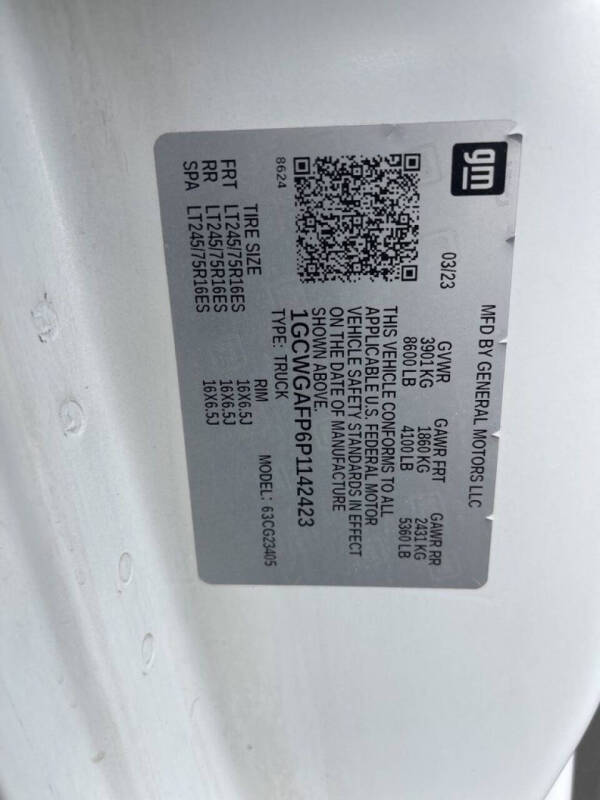 gm
MFD BY GENERAL MOTORS LLC
03/23
GVWR GAWR FRT GAWR RR
3901 KG 1860 KG 2431 KG
8600 LB 4100 LB 5360 LB
THIS VEHICLE CONFORMS TO ALL
APPLICABLE U.S. FEDERAL MOTOR
VEHICLE SAFETY STANDARDS IN EFFECT
ON THE DATE OF MANUFACTURE
SHOWN ABOVE.
1GCWGAFP6P1142423
TYPE: TRUCK MODEL: 63CG23405
8624
TIRE SIZE RIM
FRT LT245/75R16ES 16X6.5J
RR LT245/75R16ES 16X6.5J
SPA LT245/75R16ES 16X6.5J